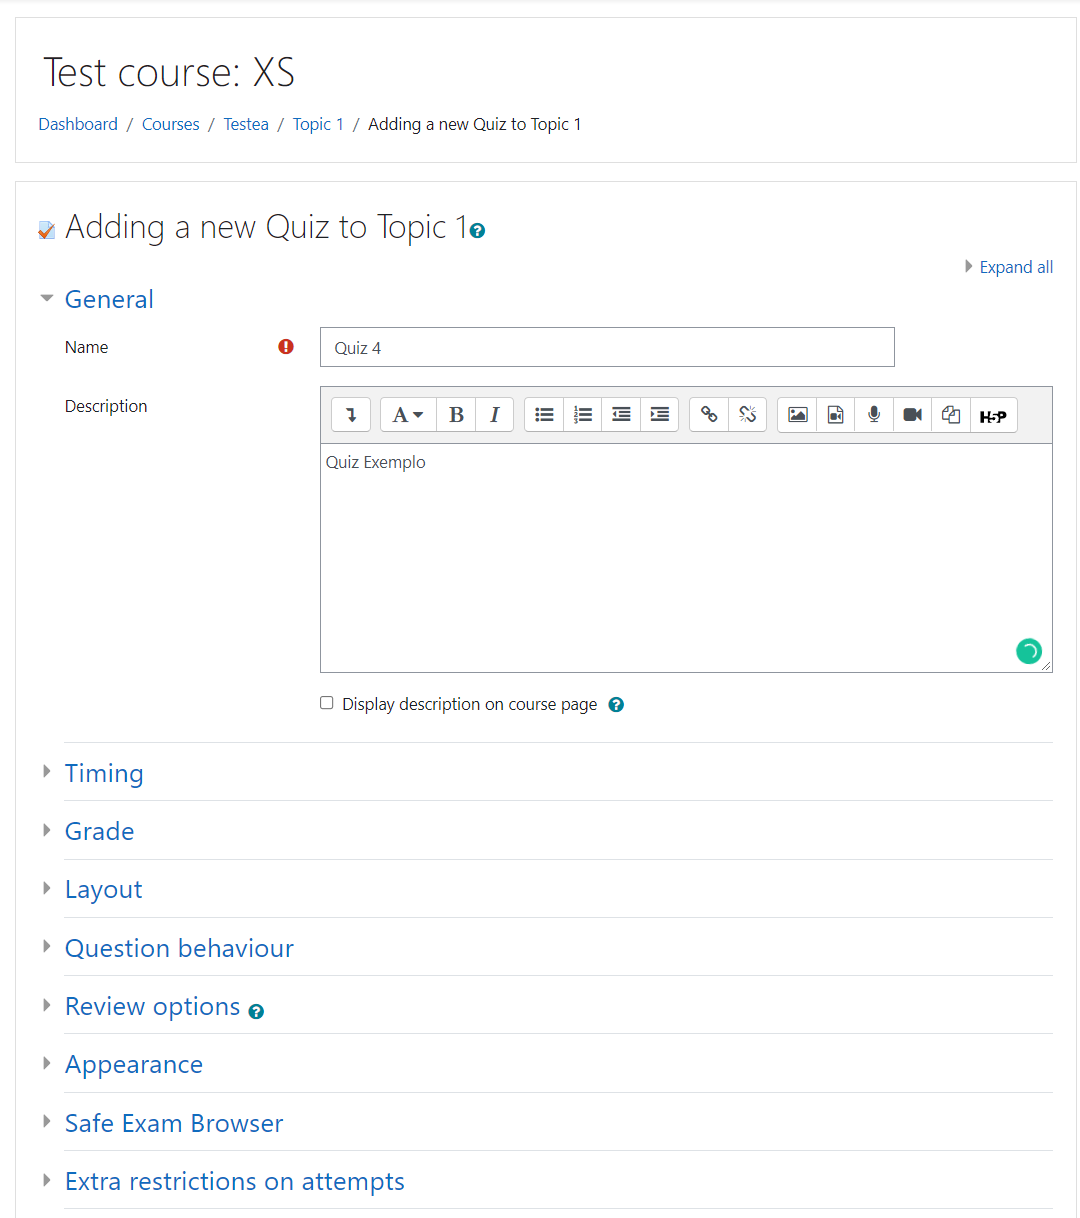 Test course: XS
Dashboard / Courses / Testea / Topic 1 / Adding a new Quiz to Topic 1
Adding a new Quiz to Topic 1
Expand all
General
Name
Quiz 4
Description
A B I
H5P
Quiz Exemplo
Display description on course page
Timing
Grade
Layout
Question behaviour
Review options
Appearance
Safe Exam Browser
Extra restrictions on attempts